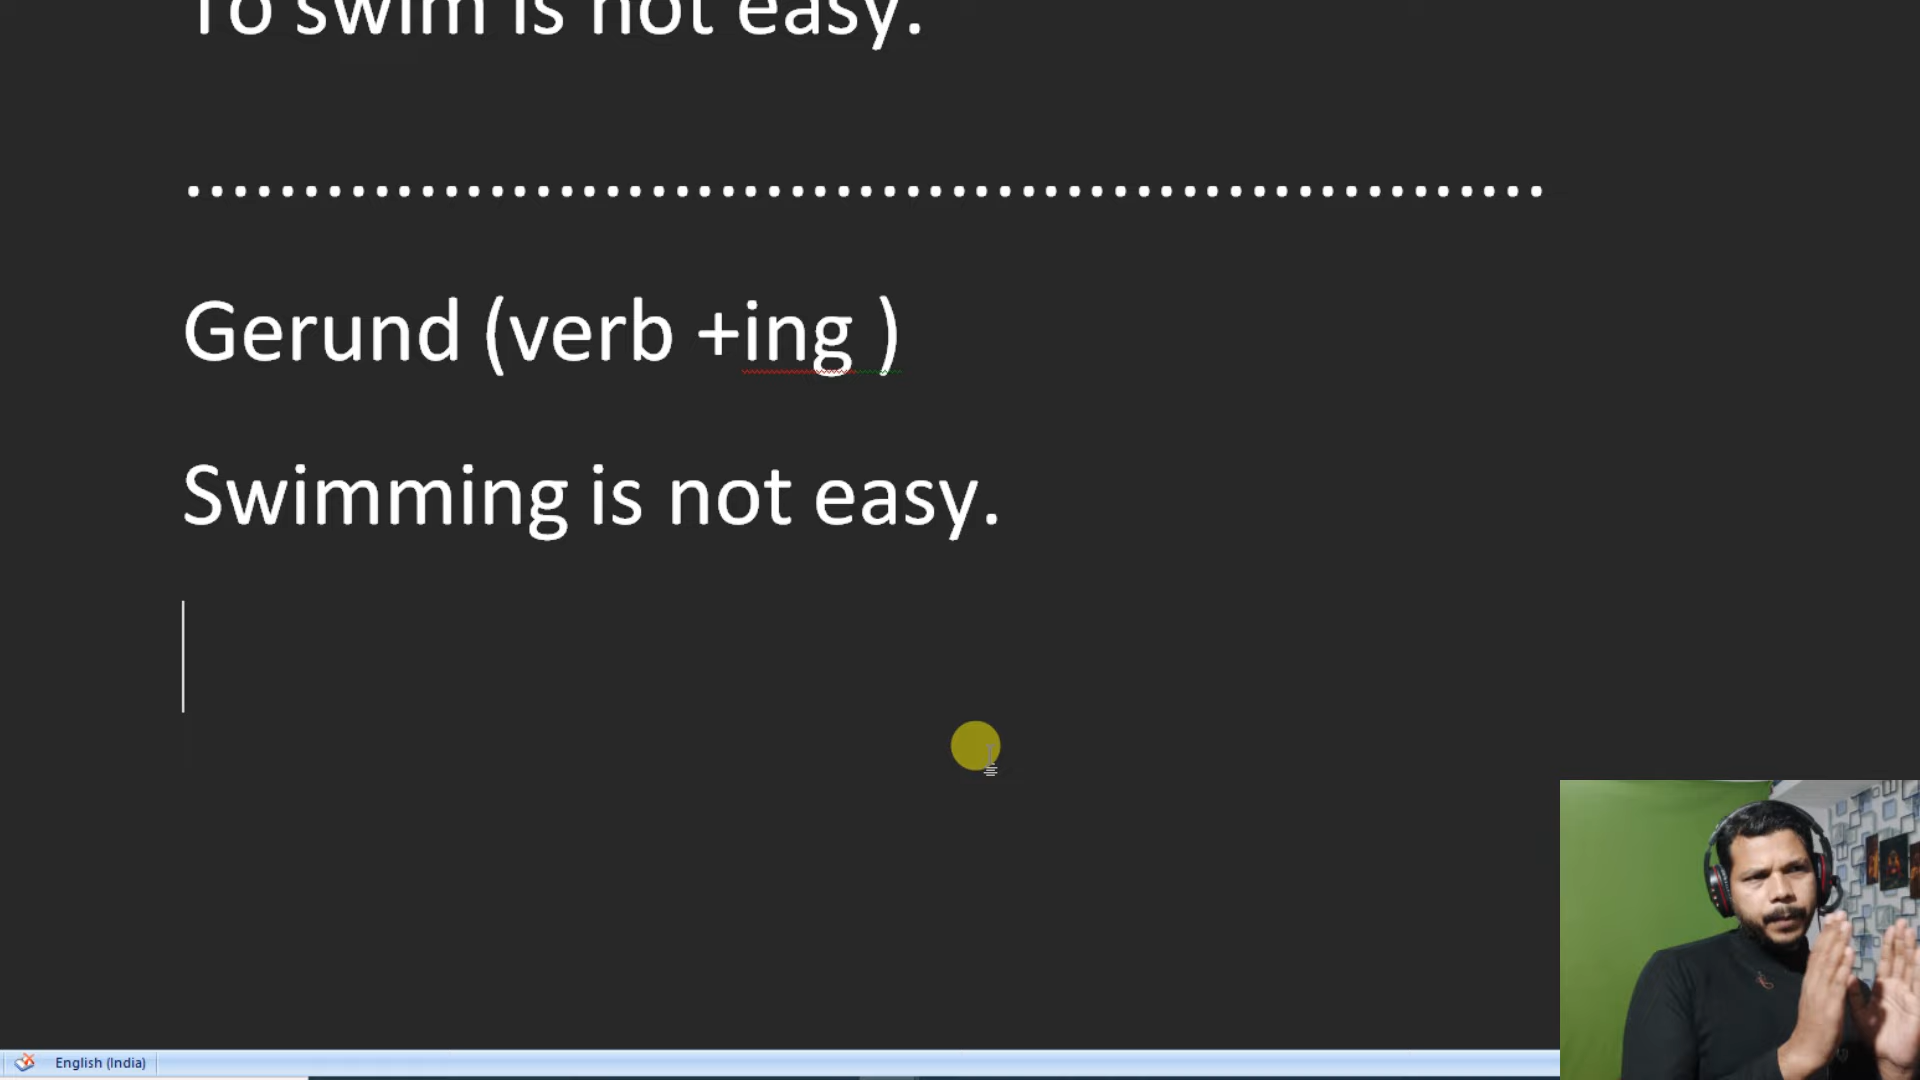 To swim is not easy.
...........................................................
Gerund (verb +ing )
Swimming is not easy.
English (India)